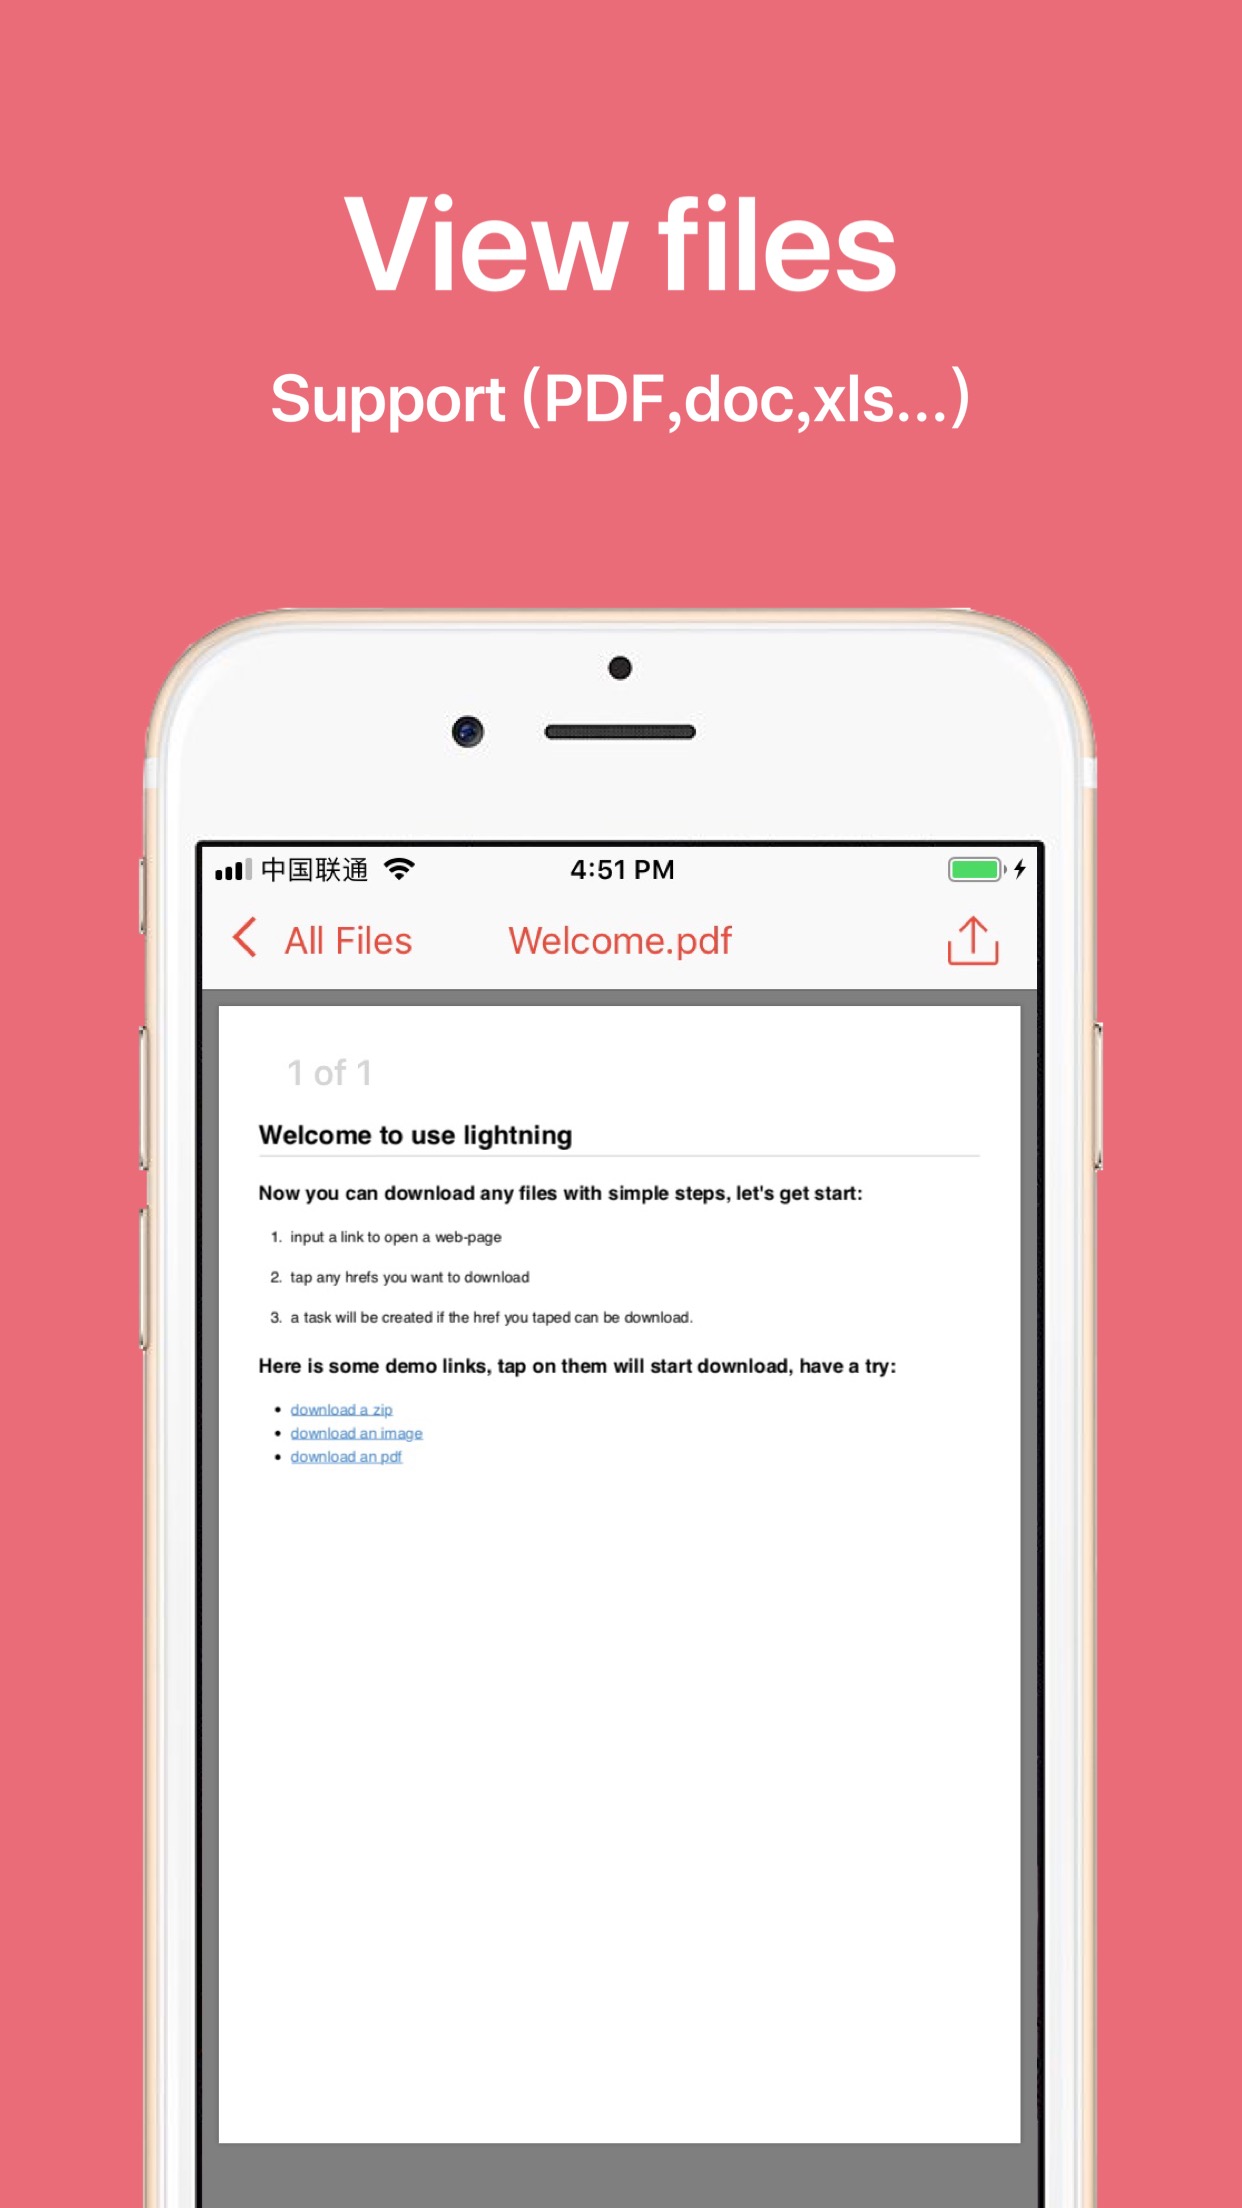 View files
Support (PDF,doc,xls...)
中国联通 4:51 PM
All Files Welcome.pdf
1 of 1
Welcome to use lightning
Now you can download any files with simple steps, let's get start:
1. input a link to open a web-page
2. tap any hrefs you want to download
3. a task will be created if the href you taped can be download.
Here is some demo links, tap on them will start download, have a try:
• download a zip
• download an image
• download an pdf